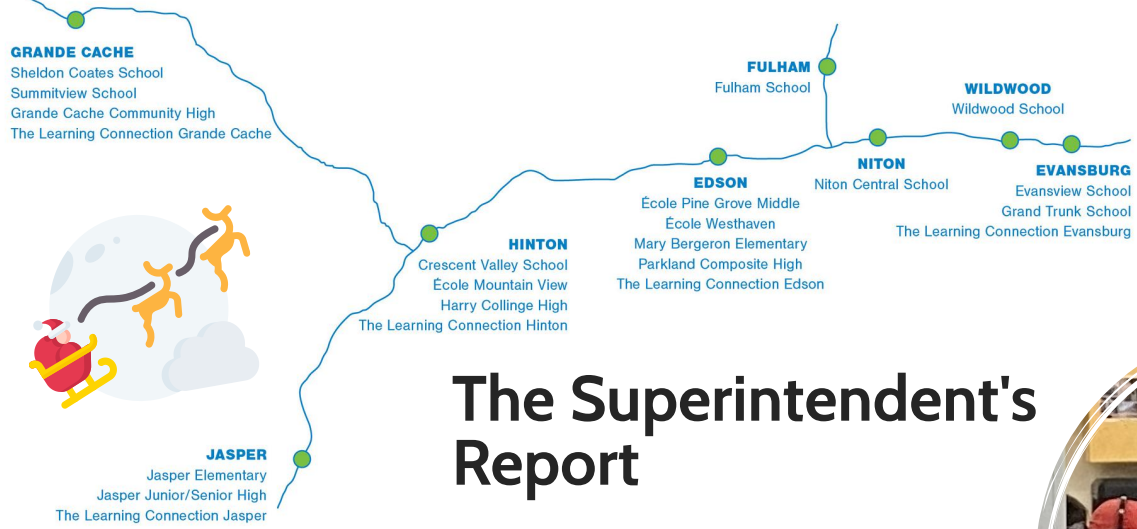 GRANDE CACHE
Sheldon Coates School
Summitview School
Grande Cache Community High
The Learning Connection Grande Cache
FULHAM
Fulham School
WILDWOOD
Wildwood School
NITON
Niton Central School
EVANSBURG
Evansview School
Grand Trunk School
The Learning Connection Evansburg
EDSON
École Pine Grove Middle
École Westhaven
Mary Bergeron Elementary
Parkland Composite High
The Learning Connection Edson
HINTON
Crescent Valley School
École Mountain View
Harry Collinge High
The Learning Connection Hinton
The Superintendent's
Report
JASPER
Jasper Elementary
Jasper Junior/Senior High
The Learning Connection Jasper